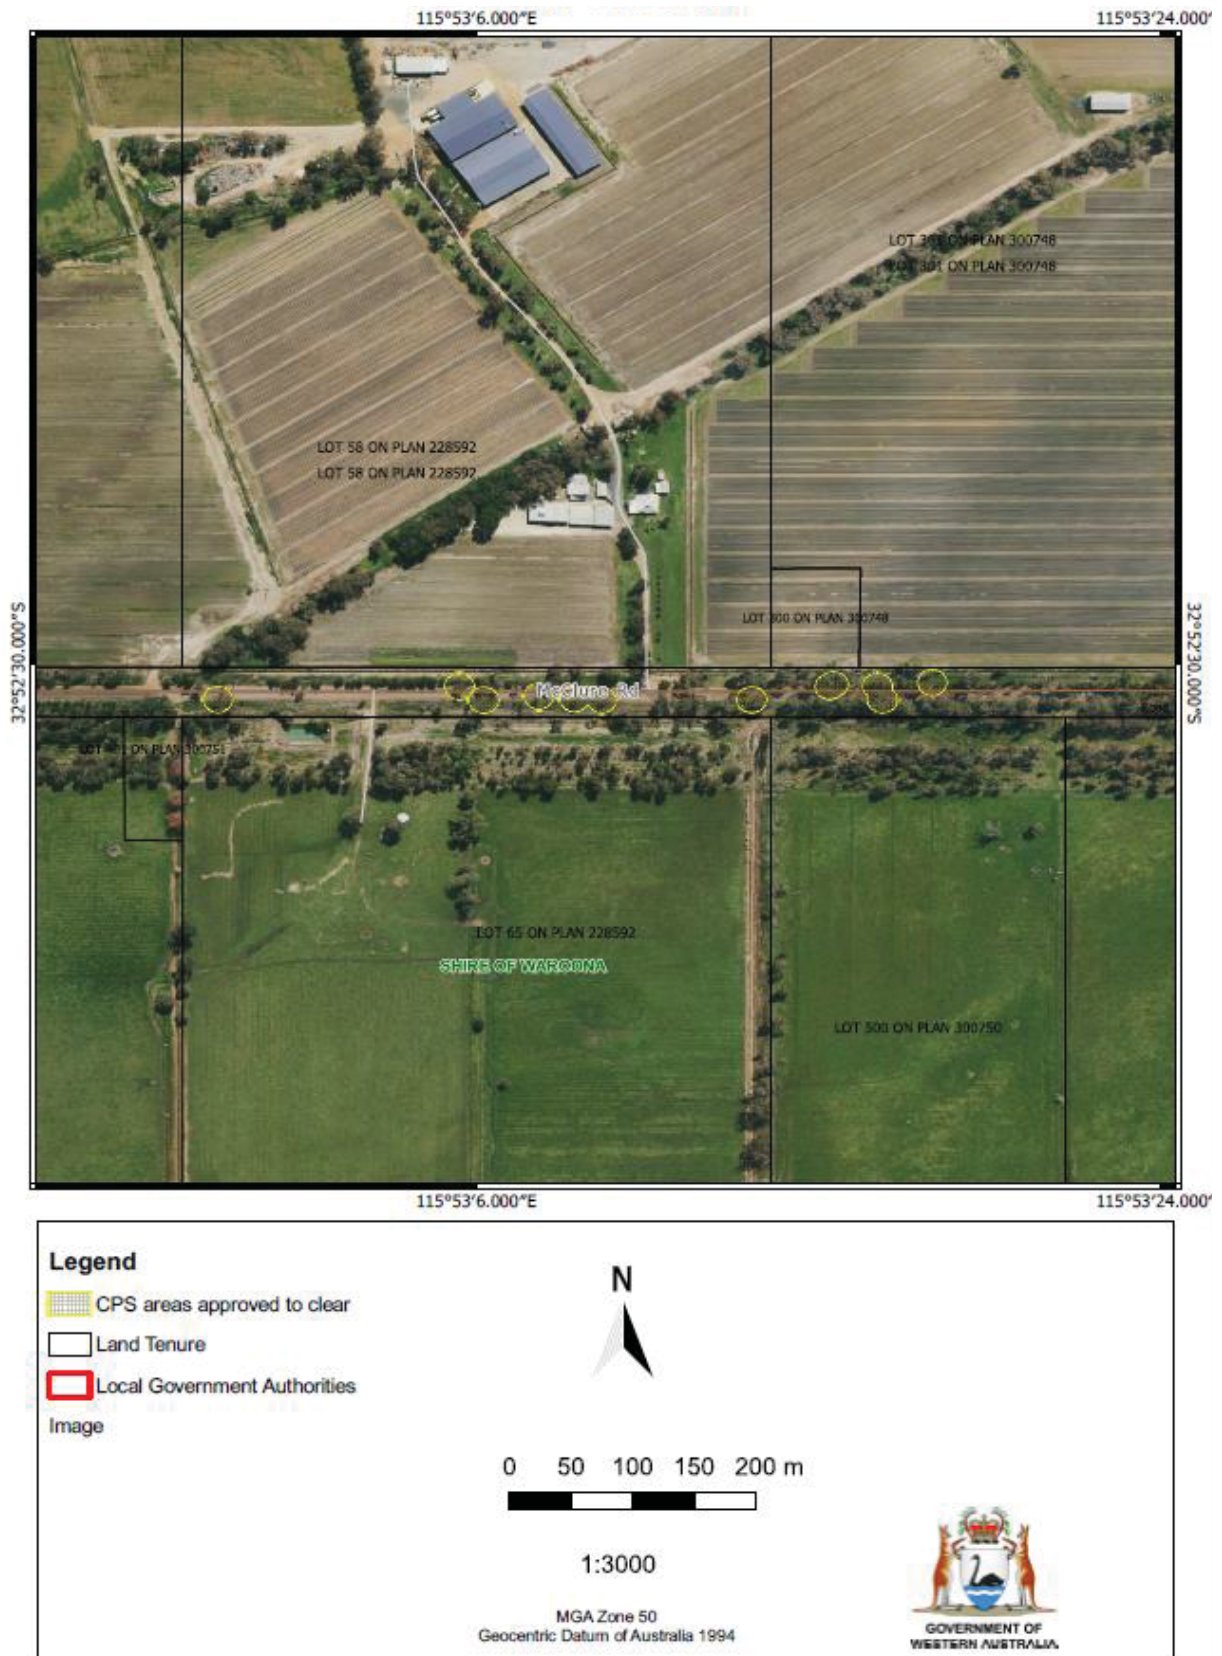 115°53'6.000"E
115°53'24.000"
LOT 301 ON PLAN 300748
LOT 301 ON PLAN 300748
LOT 58 ON PLAN 228592
LOT 58 ON PLAN 228592
32°52'30.000"S
32°52'30.000"S
LOT 300 ON PLAN 300748
McClure Rd
LOT ON PLAN 300751
LOT 65 ON PLAN 228592
SHIRE OF WAROONA
LOT 500 ON PLAN 300750
115°53'6.000"E
115°53'24.000"
Legend
CPS areas approved to clear
Land Tenure
Local Government Authorities
Image
N
0 50 100 150 200 m
1:3000
MGA Zone 50
Geocentric Datum of Australia 1994
GOVERNMENT OF
WESTERN AUSTRALIA